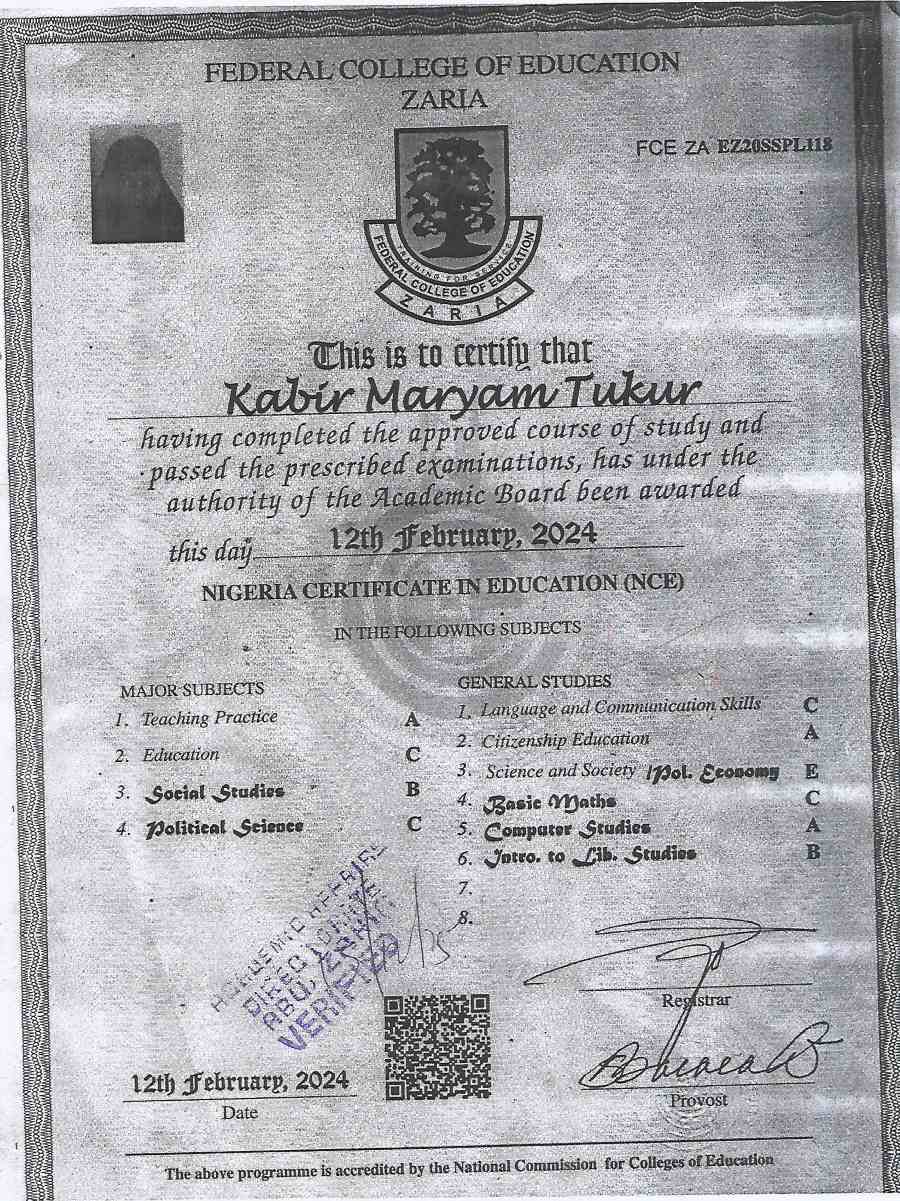 FEDERAL COLLEGE OF EDUCATION
ZARIA
FCE ZA EZ20SSPL118
TRAINING FOR SERVICE
FEDERAL COLLEGE OF EDUCATION
ZARIA
This is to certify that
Kabir Maryam Tukur
having completed the approved course of study and
passed the prescribed examinations, has under the
authority of the Academic Board been awarded
this day 12th February, 2024
NIGERIA CERTIFICATE IN EDUCATION (NCE)
IN THE FOLLOWING SUBJECTS
MAJOR SUBJECTS
1. Teaching Practice A
2. Education C
3. Social Studies B
4. Political Science C
GENERAL STUDIES
1. Language and Communication Skills C
2. Citizenship Education A
3. Science and Society /Pol. Economy E
4. Basic Maths C
5. Computer Studies A
6. Intro. to Lib. Studies B
7.
8.
ACADEMIC AFFAIRS
ABU, ZARIA
VERIFIED
Registrar
12th February, 2024
Date
Provost
The above programme is accredited by the National Commission for Colleges of Education